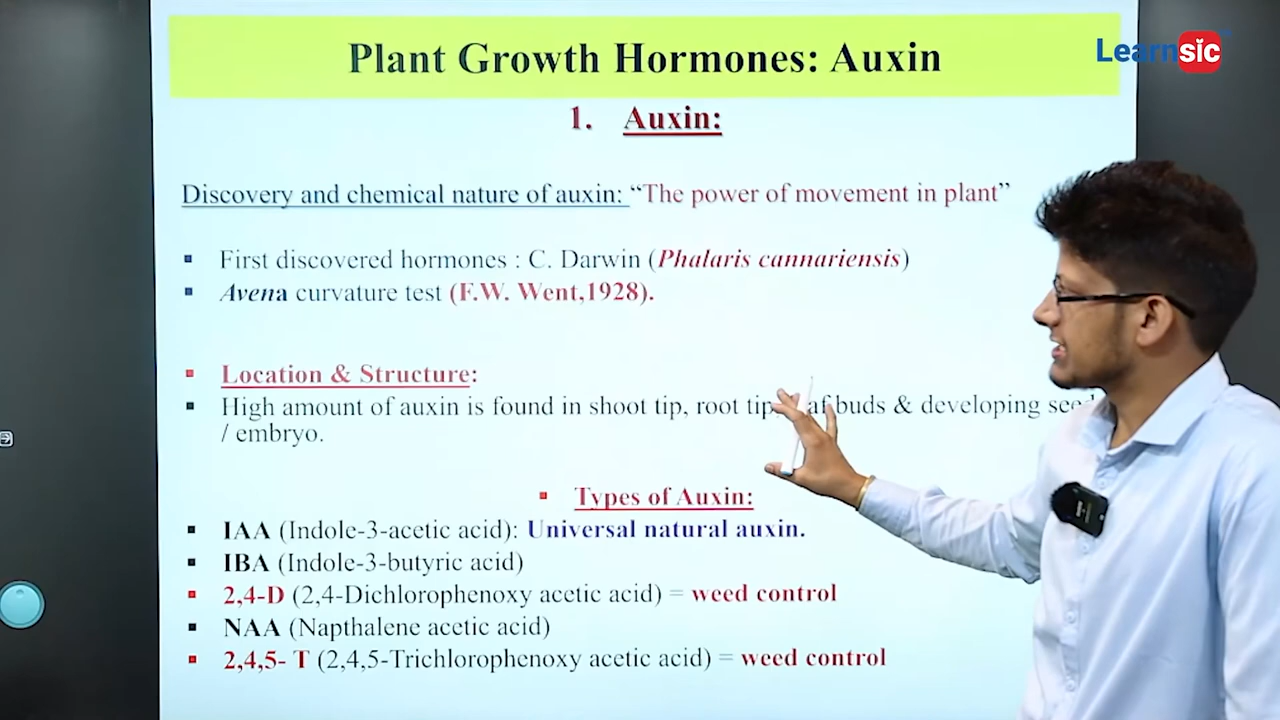 Plant Growth Hormones: Auxin
Learnsic
1. Auxin:
Discovery and chemical nature of auxin: “The power of movement in plant”
First discovered hormones : C. Darwin (Phalaris cannariensis)
Avena curvature test (F.W. Went,1928).
Location & Structure:
High amount of auxin is found in shoot tip, root tip, buds & developing seed
/ embryo.
Types of Auxin:
IAA (Indole-3-acetic acid): Universal natural auxin.
IBA (Indole-3-butyric acid)
2,4-D (2,4-Dichlorophenoxy acetic acid) = weed control
NAA (Napthalene acetic acid)
2,4,5- T (2,4,5-Trichlorophenoxy acetic acid) = weed control